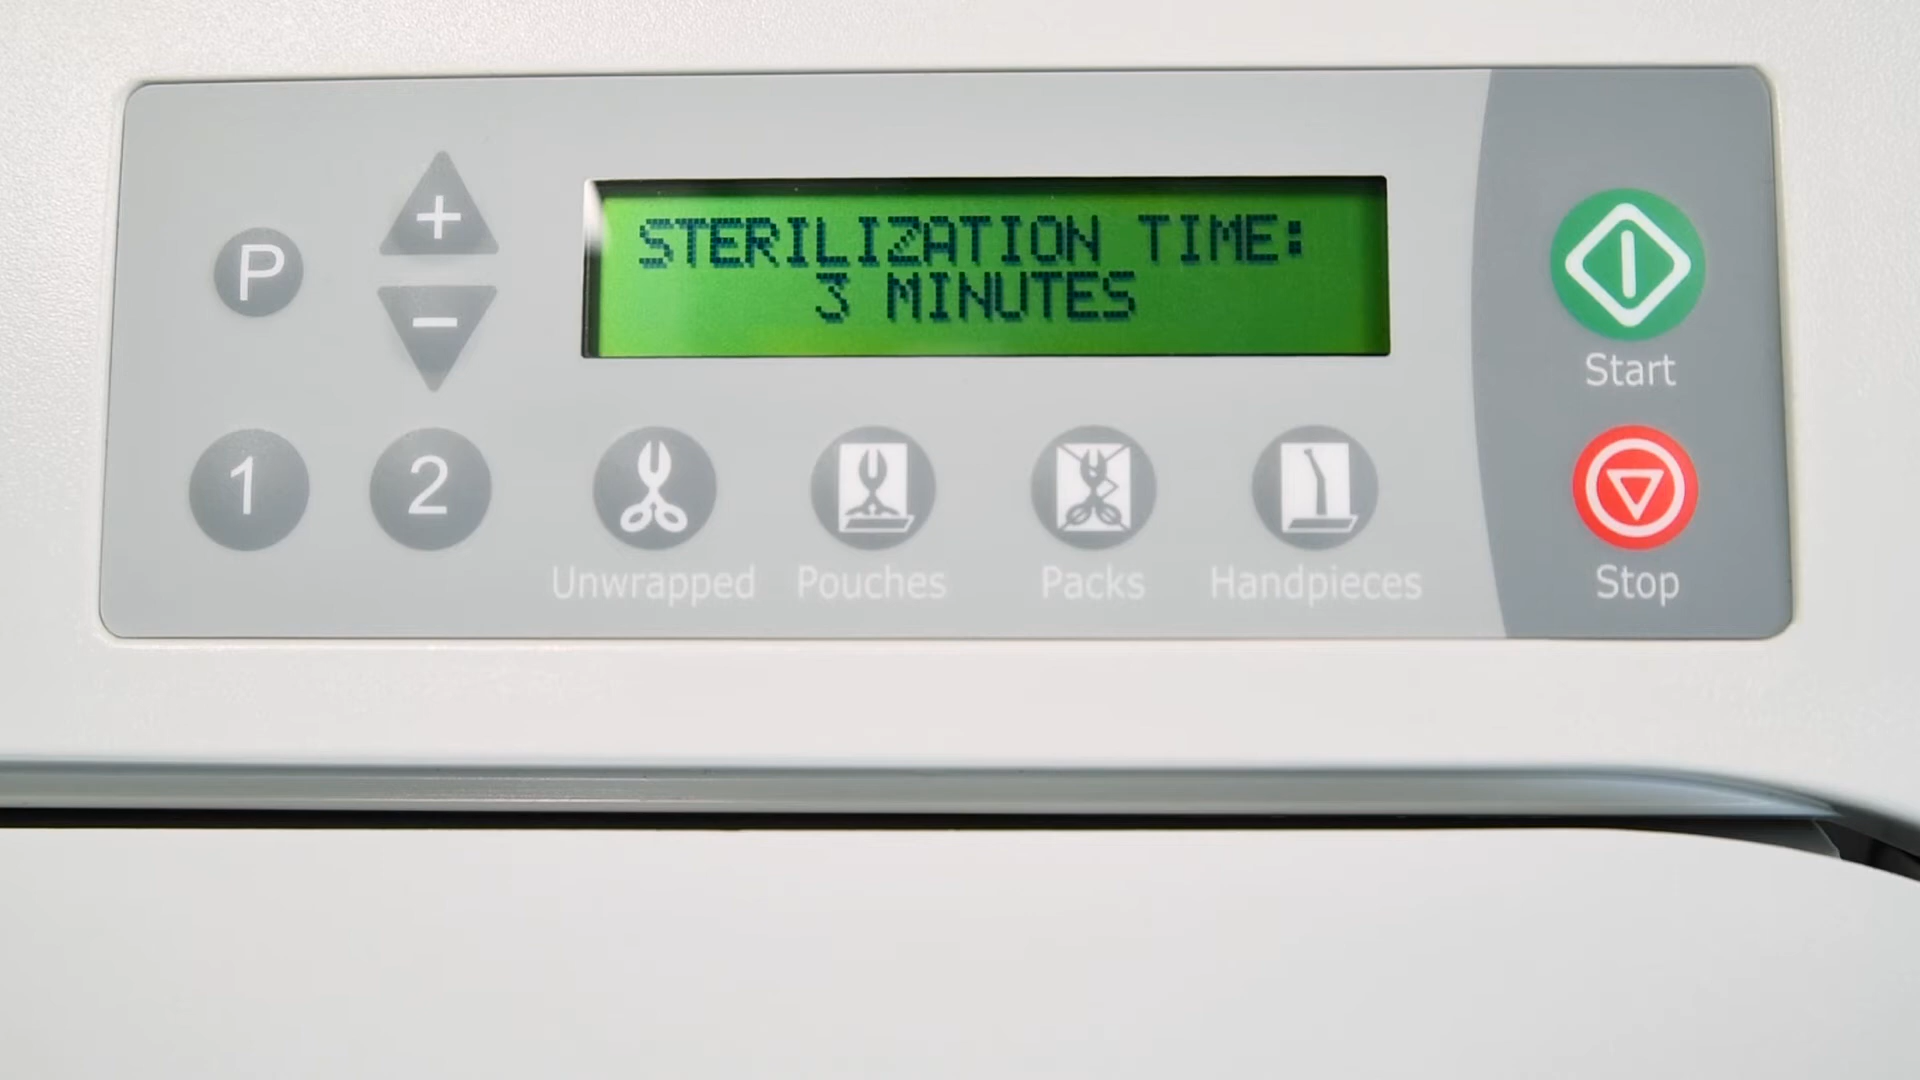 P
+
-
STERILIZATION TIME:
3 MINUTES
Start
1
2
Unwrapped
Pouches
Packs
Handpieces
Stop